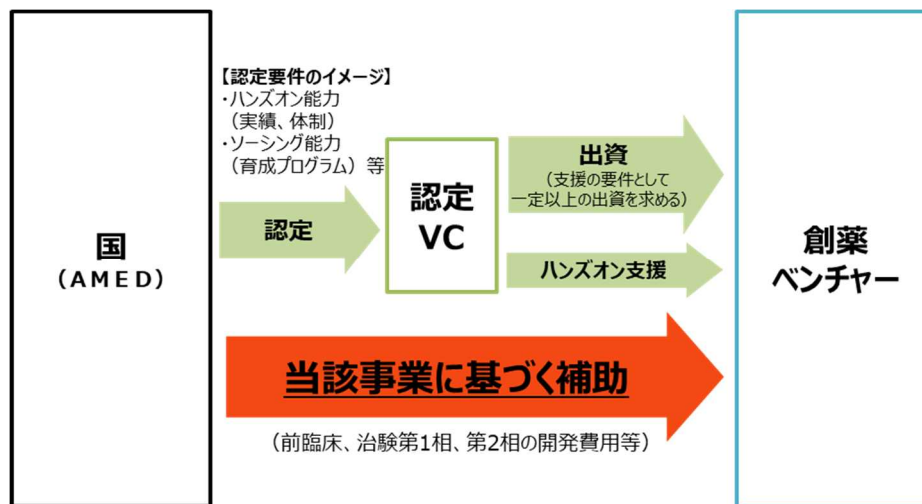 国
（AMED）
【認定要件のイメージ】
・ハンズオン能力
（実績、体制）
・ソーシング能力
（育成プログラム）等
認定
認定
VC
出資
（支援の要件として
一定以上の出資を求める）
ハンズオン支援
当該事業に基づく補助
（前臨床、治験第1相、第2相の開発費用等）
創薬
ベンチャー